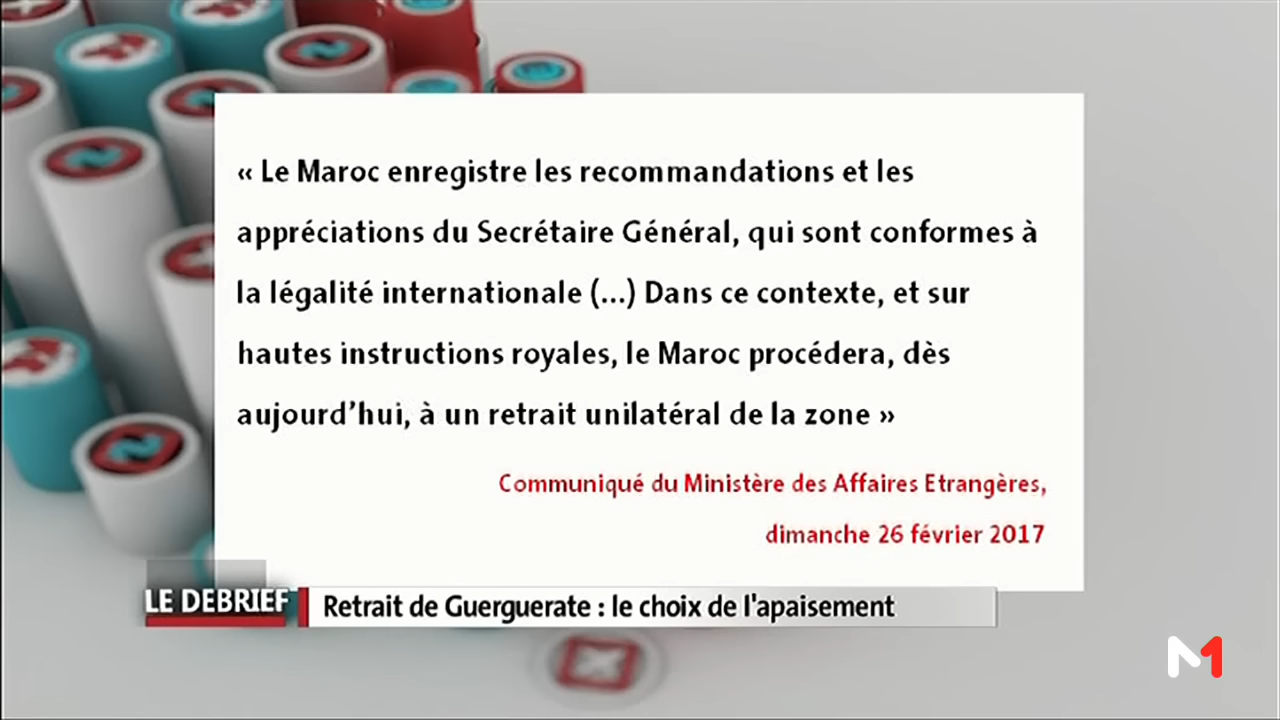 « Le Maroc enregistre les recommandations et les
appréciations du Secrétaire Général, qui sont conformes à
la légalité internationale (...) Dans ce contexte, et sur
hautes instructions royales, le Maroc procédera, dès
aujourd'hui, à un retrait unilatéral de la zone »
Communiqué du Ministère des Affaires Etrangères,
dimanche 26 février 2017
LE DEBRIEF
Retrait de Guerguerate : le choix de l'apaisement
M1